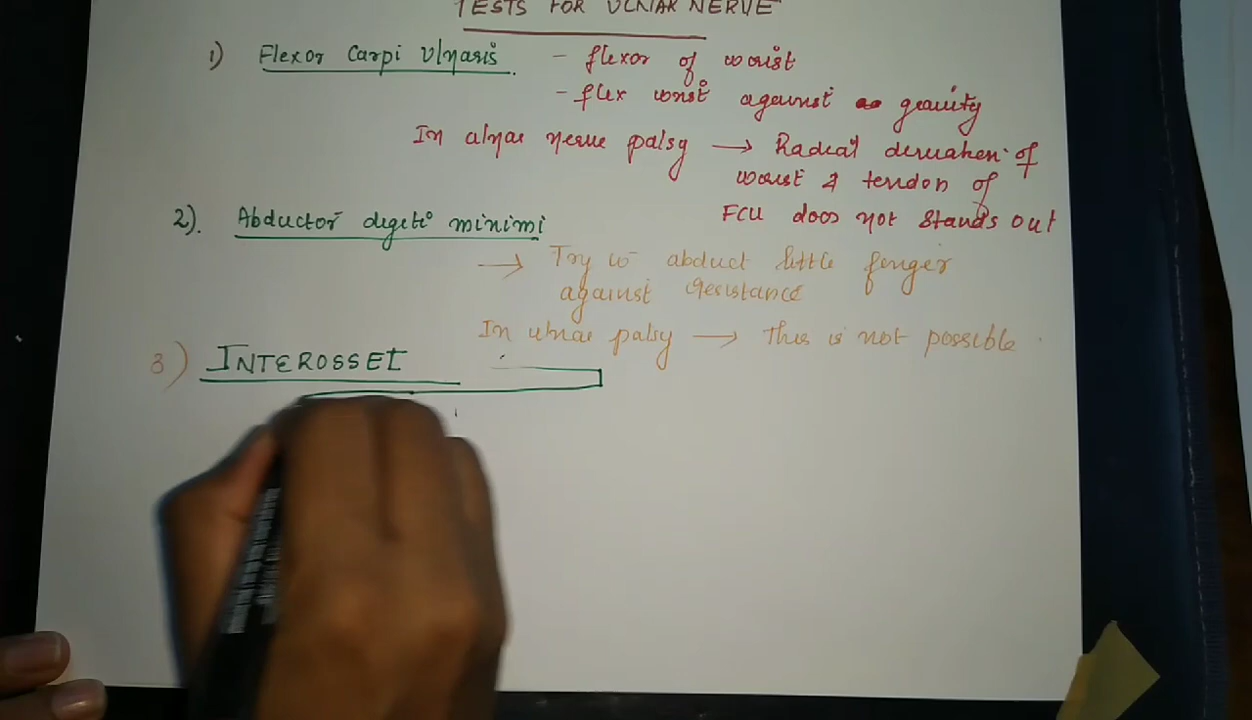 TESTS FOR ULNAR NERVE
1) Flexor Carpi Ulnaris - flexor of wrist
- flex wrist against gravity
In ulnar nerve palsy → Radial deviation of
wrist & tendon of
FCU does not stands out
2). Abductor digiti minimi
→ Try to abduct little finger
against resistance
In ulnar palsy → this is not possible.
3) INTEROSSEI